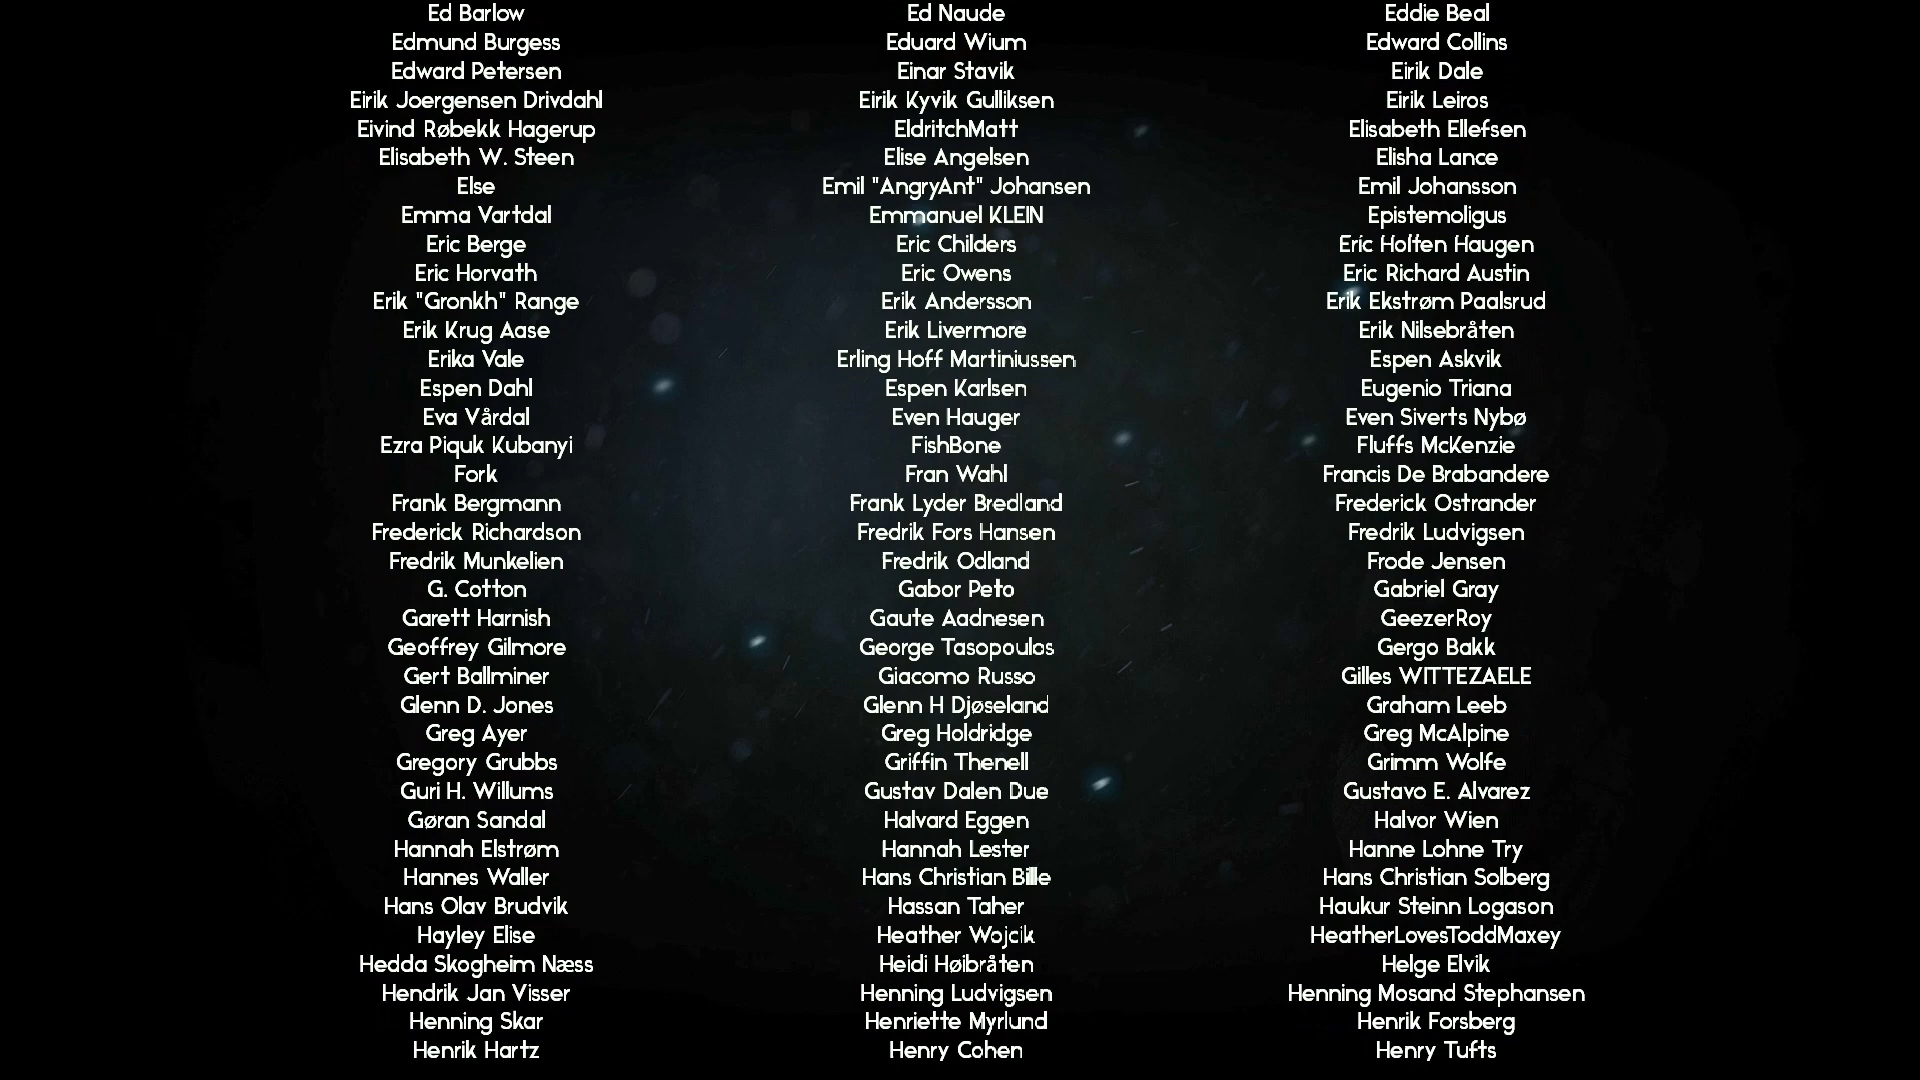 Ed Barlow Ed Naude Eddie Beal
Edmund Burgess Eduard Wium Edward Collins
Edward Petersen Einar Stavik Eirik Dale
Eirik Joergensen Drivdahl Eirik Kyvik Gulliksen Eirik Leiros
Eivind Røbekk Hagerup EldritchMatt Elisabeth Ellefsen
Elisabeth W. Steen Elise Angelsen Elisha Lance
Else Emil "AngryAnt" Johansen Emil Johansson
Emma Vartdal Emmanuel KLEIN Epistemoligus
Eric Berge Eric Childers Eric Holten Haugen
Eric Horvath Eric Owens Eric Richard Austin
Erik "Gronkh" Range Erik Andersson Erik Ekstrøm Paalsrud
Erik Krug Aase Erik Livermore Erik Nilsebråten
Erika Vale Erling Hoff Martiniussen Espen Askvik
Espen Dahl Espen Karlsen Eugenio Triana
Eva Vårdal Even Hauger Even Siverts Nybø
Ezra Piquk Kubanyi FishBone Fluffs McKenzie
Fork Fran Wahl Francis De Brabandere
Frank Bergmann Frank Lyder Bredland Frederick Ostrander
Frederick Richardson Fredrik Fors Hansen Fredrik Ludvigsen
Fredrik Munkelien Fredrik Odland Frode Jensen
G. Cotton Gabor Peto Gabriel Gray
Garett Harnish Gaute Aadnesen GeezerRoy
Geoffrey Gilmore George Tasopoulos Gergo Bakk
Gert Ballminer Giacomo Russo Gilles WITTEZAELE
Glenn D. Jones Glenn H Djøseland Graham Leeb
Greg Ayer Greg Holdridge Greg McAlpine
Gregory Grubbs Griffin Thenell Grimm Wolfe
Guri H. Willums Gustav Dalen Due Gustavo E. Alvarez
Gøran Sandal Halvard Eggen Halvor Wien
Hannah Elstrøm Hannah Lester Hanne Lohne Try
Hannes Waller Hans Christian Bille Hans Christian Solberg
Hans Olav Brudvik Hassan Taher Haukur Steinn Logason
Hayley Elise Heather Wojcik HeatherLovesToddMaxey
Hedda Skogheim Næss Heidi Høibråten Helge Elvik
Hendrik Jan Visser Henning Ludvigsen Henning Mosand Stephansen
Henning Skar Henriette Myrlund Henrik Forsberg
Henrik Hartz Henry Cohen Henry Tufts